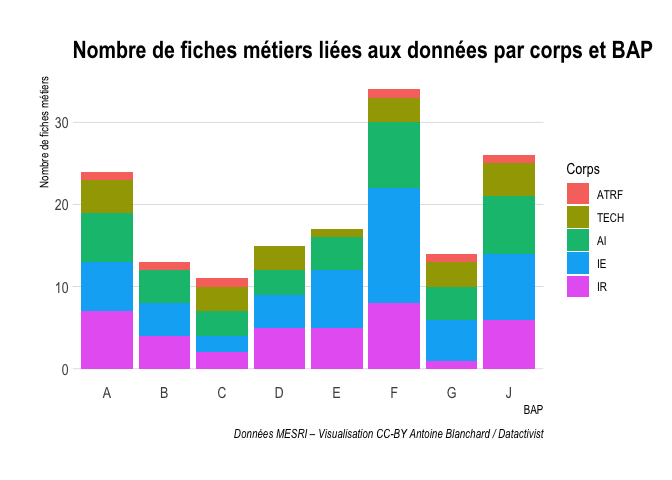 Nombre de fiches métiers liées aux données par corps et BAP
Nombre de fiches métiers
30
20
10
0
A B C D E F G J
BAP
Corps
ATRF
TECH
AI
IE
IR
Données MESRI – Visualisation CC-BY Antoine Blanchard / Datactivist